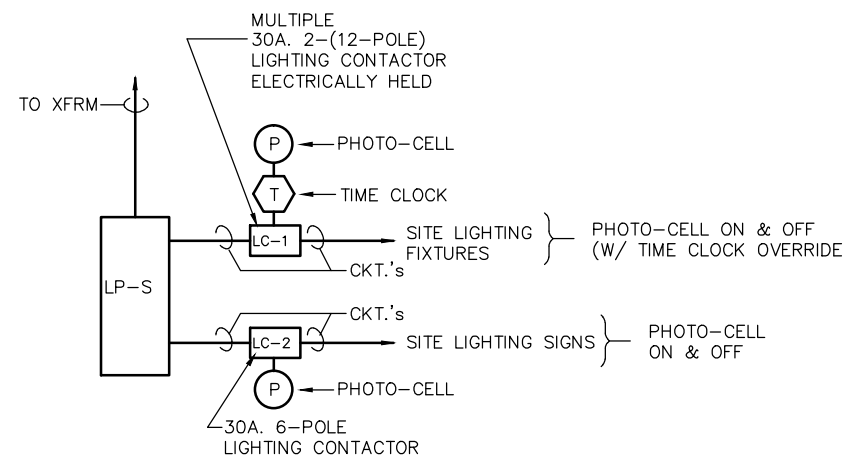 MULTIPLE
30A. 2-(12-POLE)
LIGHTING CONTACTOR
ELECTRICALLY HELD
TO XFRM
P
PHOTO-CELL
T
TIME CLOCK
LC-1
SITE LIGHTING
FIXTURES
PHOTO-CELL ON & OFF
(W/ TIME CLOCK OVERRIDE
CKT.'s
LP-S
CKT.'s
LC-2
SITE LIGHTING SIGNS
PHOTO-CELL
ON & OFF
P
PHOTO-CELL
30A. 6-POLE
LIGHTING CONTACTOR